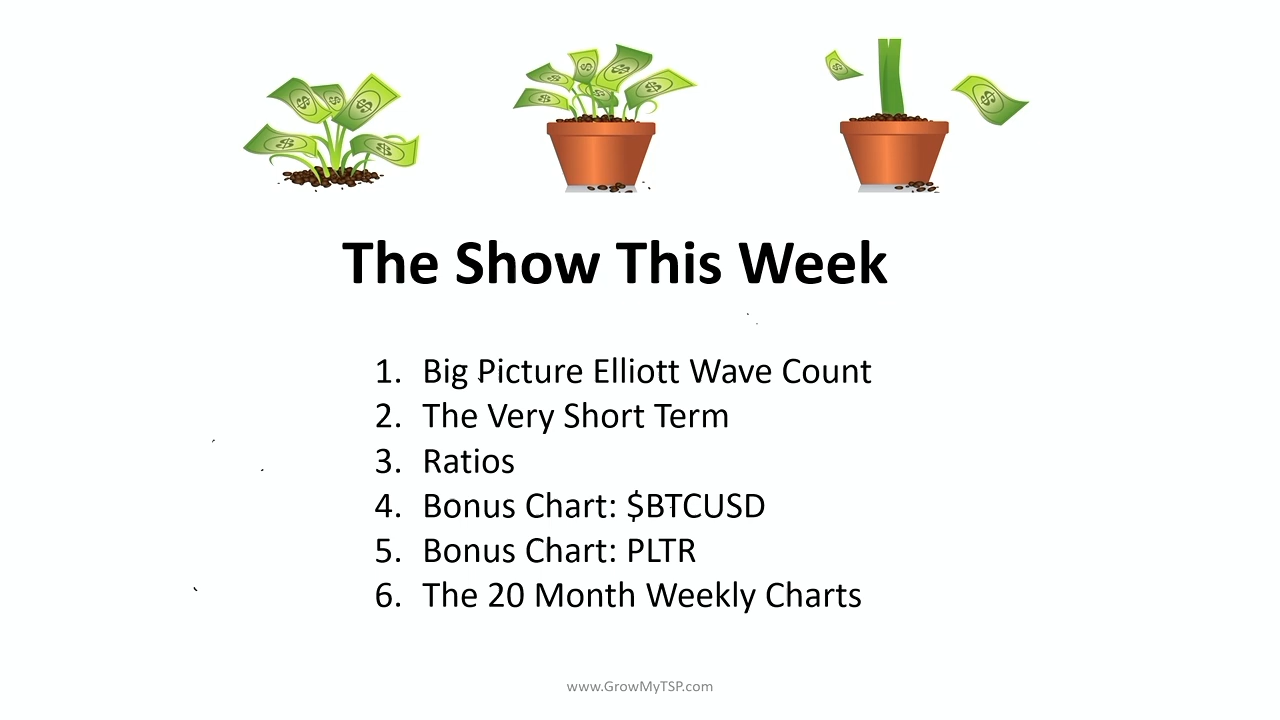 The Show This Week
1. Big Picture Elliott Wave Count
2. The Very Short Term
3. Ratios
4. Bonus Chart: $BTCUSD
5. Bonus Chart: PLTR
6. The 20 Month Weekly Charts
www.GrowMyTSP.com